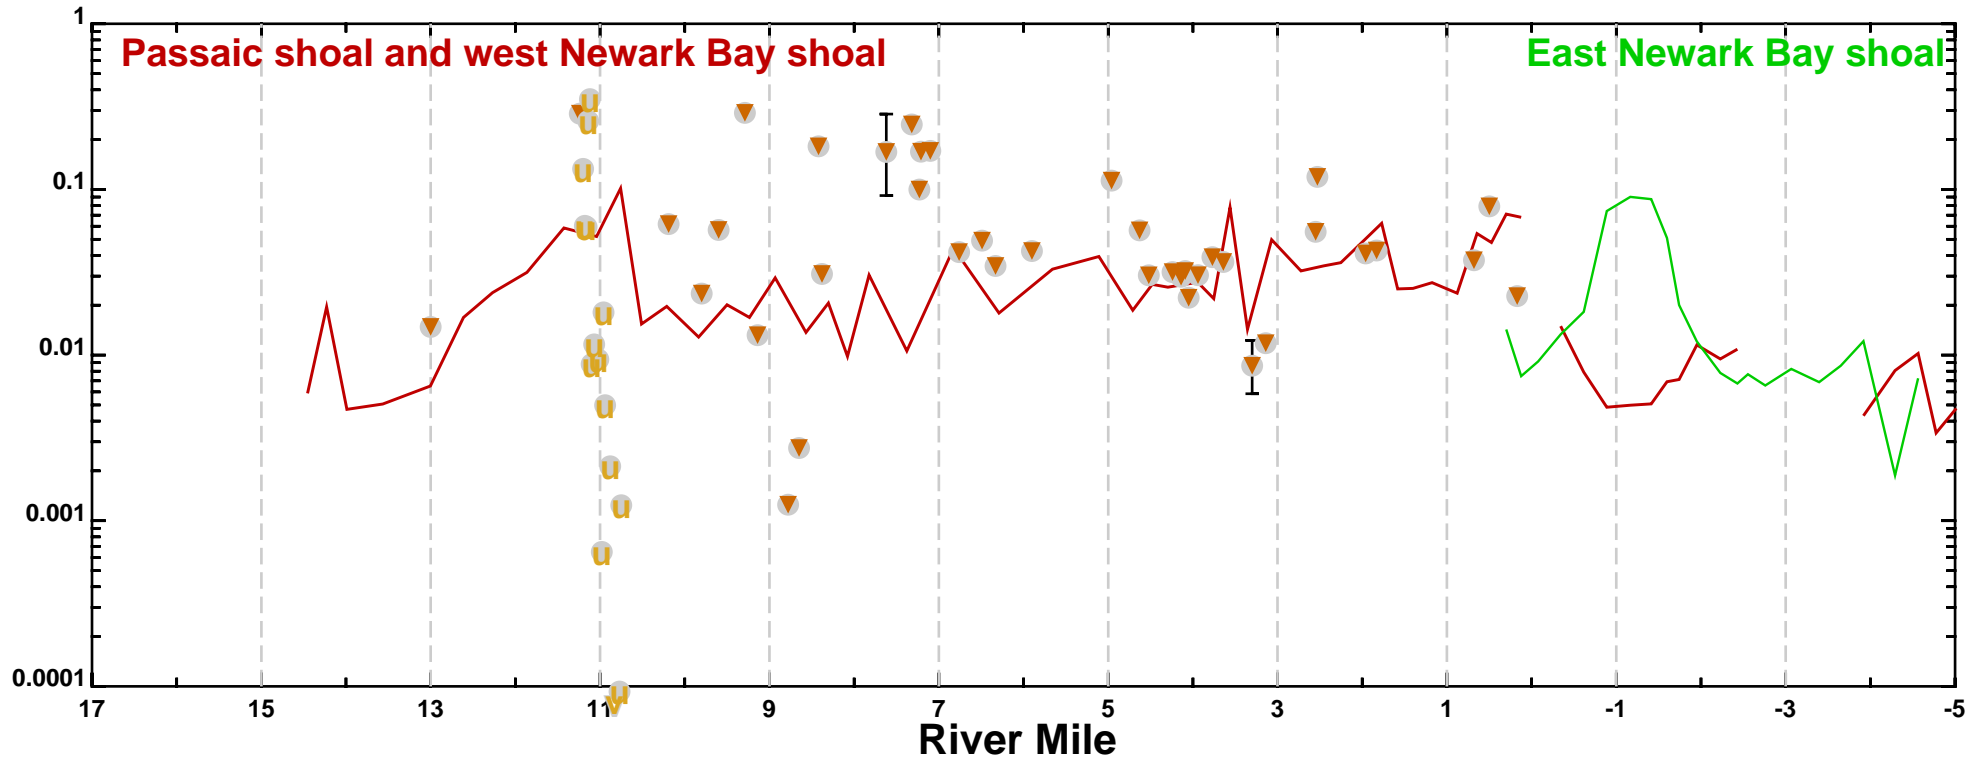 1
Passaic shoal and west Newark Bay shoal
East Newark Bay shoal
u
u
u
0.1
u
u
u
u
u
0.01
u
u
u
0.001
u
u
v
0.0001
17 15 13 11 9 7 5 3 1 -1 -3 -5
River Mile